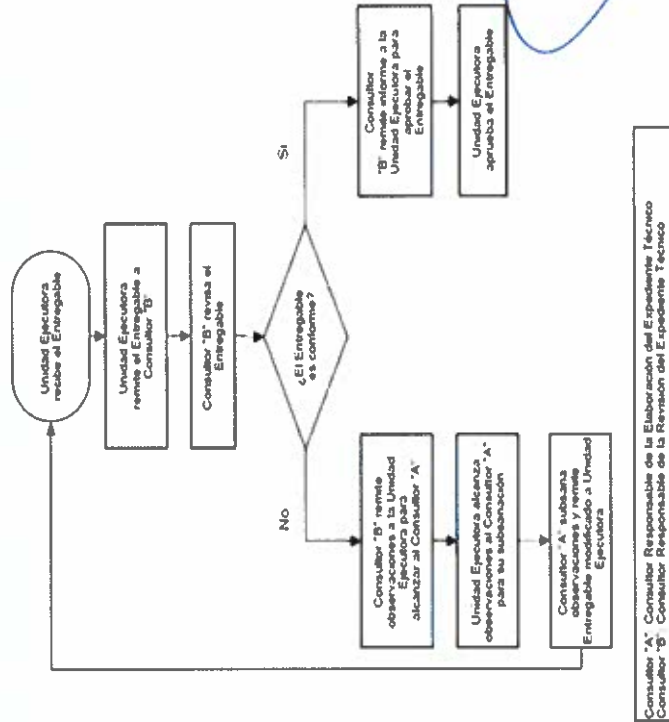 Unidad Ejecutora
recibe el Entregable
Unidad Ejecutora
remite el Entregable a
Consultor "B"
Consultor "B" revisa el
Entregable
¿El Entregable
es conforme?
No
Si
Consultor "B" remite
observaciones a la Unidad
Ejecutora para
alcanzar al Consultor "A"
Unidad Ejecutora alcanza
observaciones al Consultor "A"
para su subsanación
Consultor "A" subsana
observaciones y remite
Entregable modificado a Unidad
Ejecutora
Consultor
"B" remite informe a la
Unidad Ejecutora para
aprobar el
Entregable
Unidad Ejecutora
aprueba el Entregable
Consultor "A": Consultor Responsable de la Elaboración del Expediente Técnico
Consultor "B": Consultor Responsable de la Revisión del Expediente Técnico